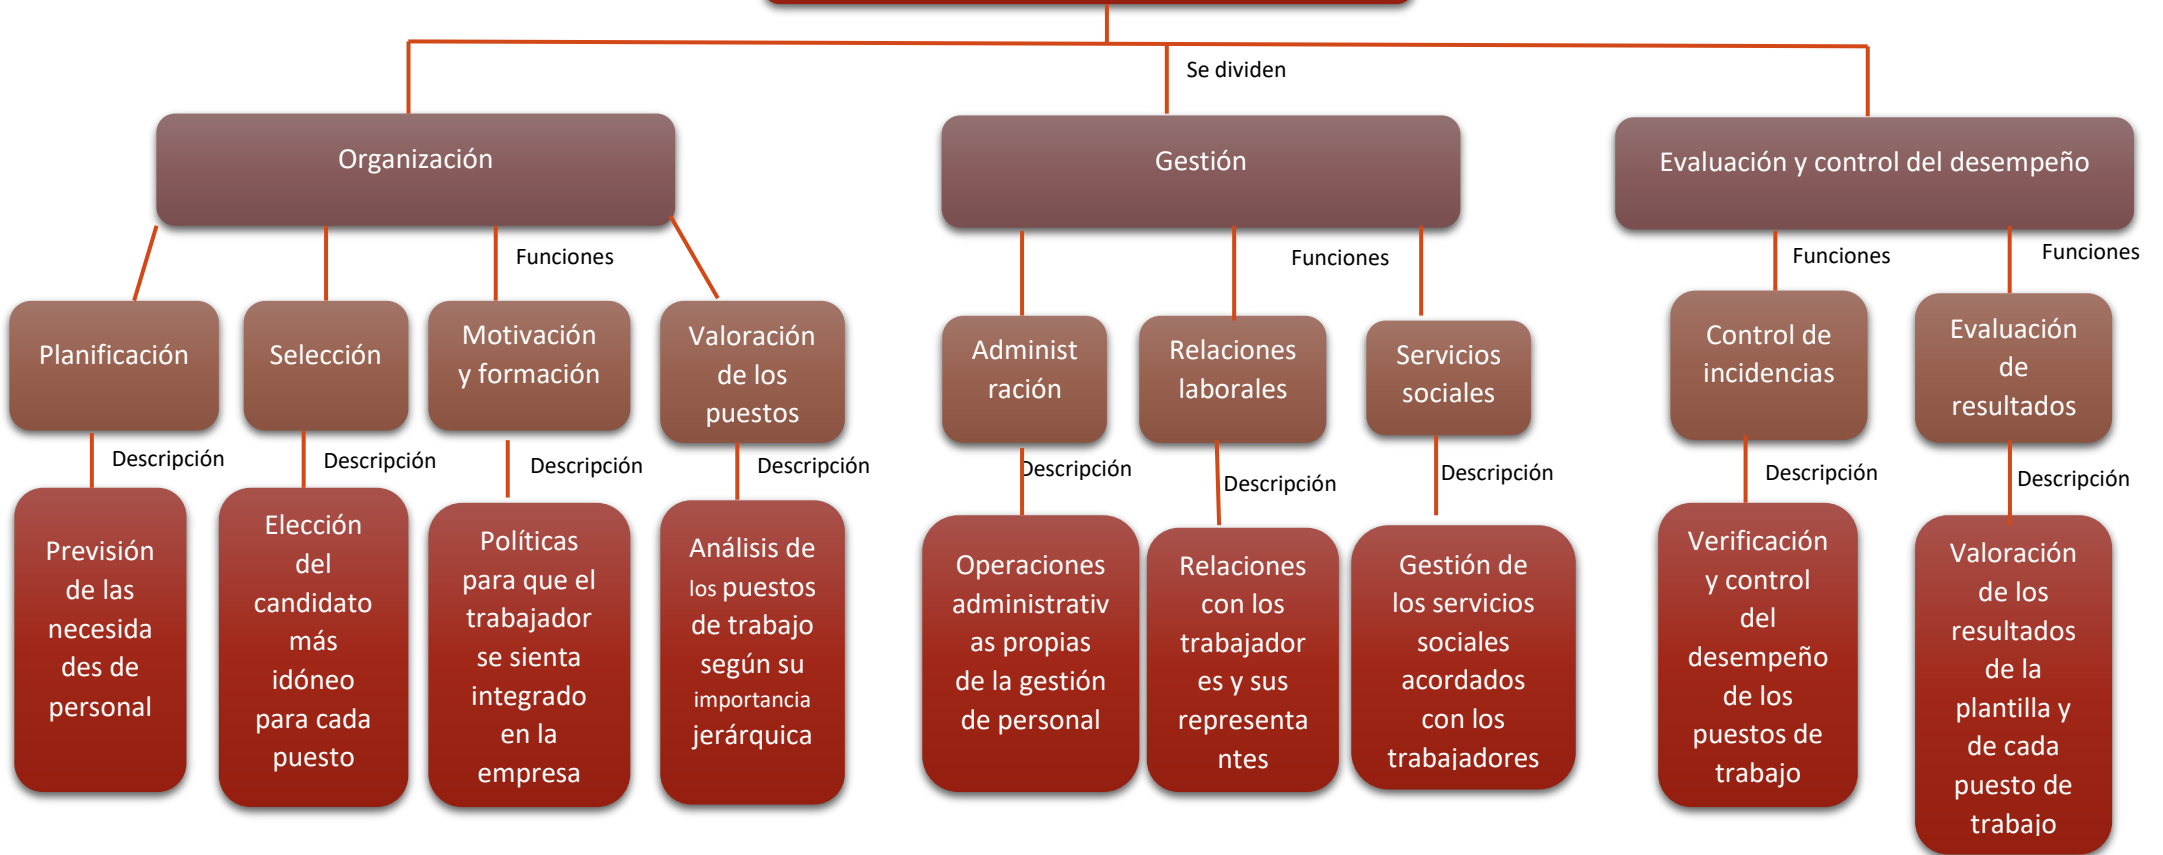 Se dividen
Organización
Gestión
Evaluación y control del desempeño
Funciones
Funciones
Funciones
Funciones
Planificación
Selección
Motivación
y formación
Valoración
de los
puestos
Administ
ración
Relaciones
laborales
Servicios
sociales
Control de
incidencias
Evaluación
de
resultados
Descripción
Descripción
Descripción
Descripción
Descripción
Descripción
Descripción
Descripción
Descripción
Previsión
de las
necesida
des de
personal
Elección
del
candidato
más
idóneo
para cada
puesto
Políticas
para que el
trabajador
se sienta
integrado
en la
empresa
Análisis de
los puestos
de trabajo
según su
importancia
jerárquica
Operaciones
administrativ
as propias
de la gestión
de personal
Relaciones
con los
trabajador
es y sus
representa
ntes
Gestión de
los servicios
sociales
acordados
con los
trabajadores
Verificación
y control
del
desempeño
de los
puestos de
trabajo
Valoración
de los
resultados
de la
plantilla y
de cada
puesto de
trabajo